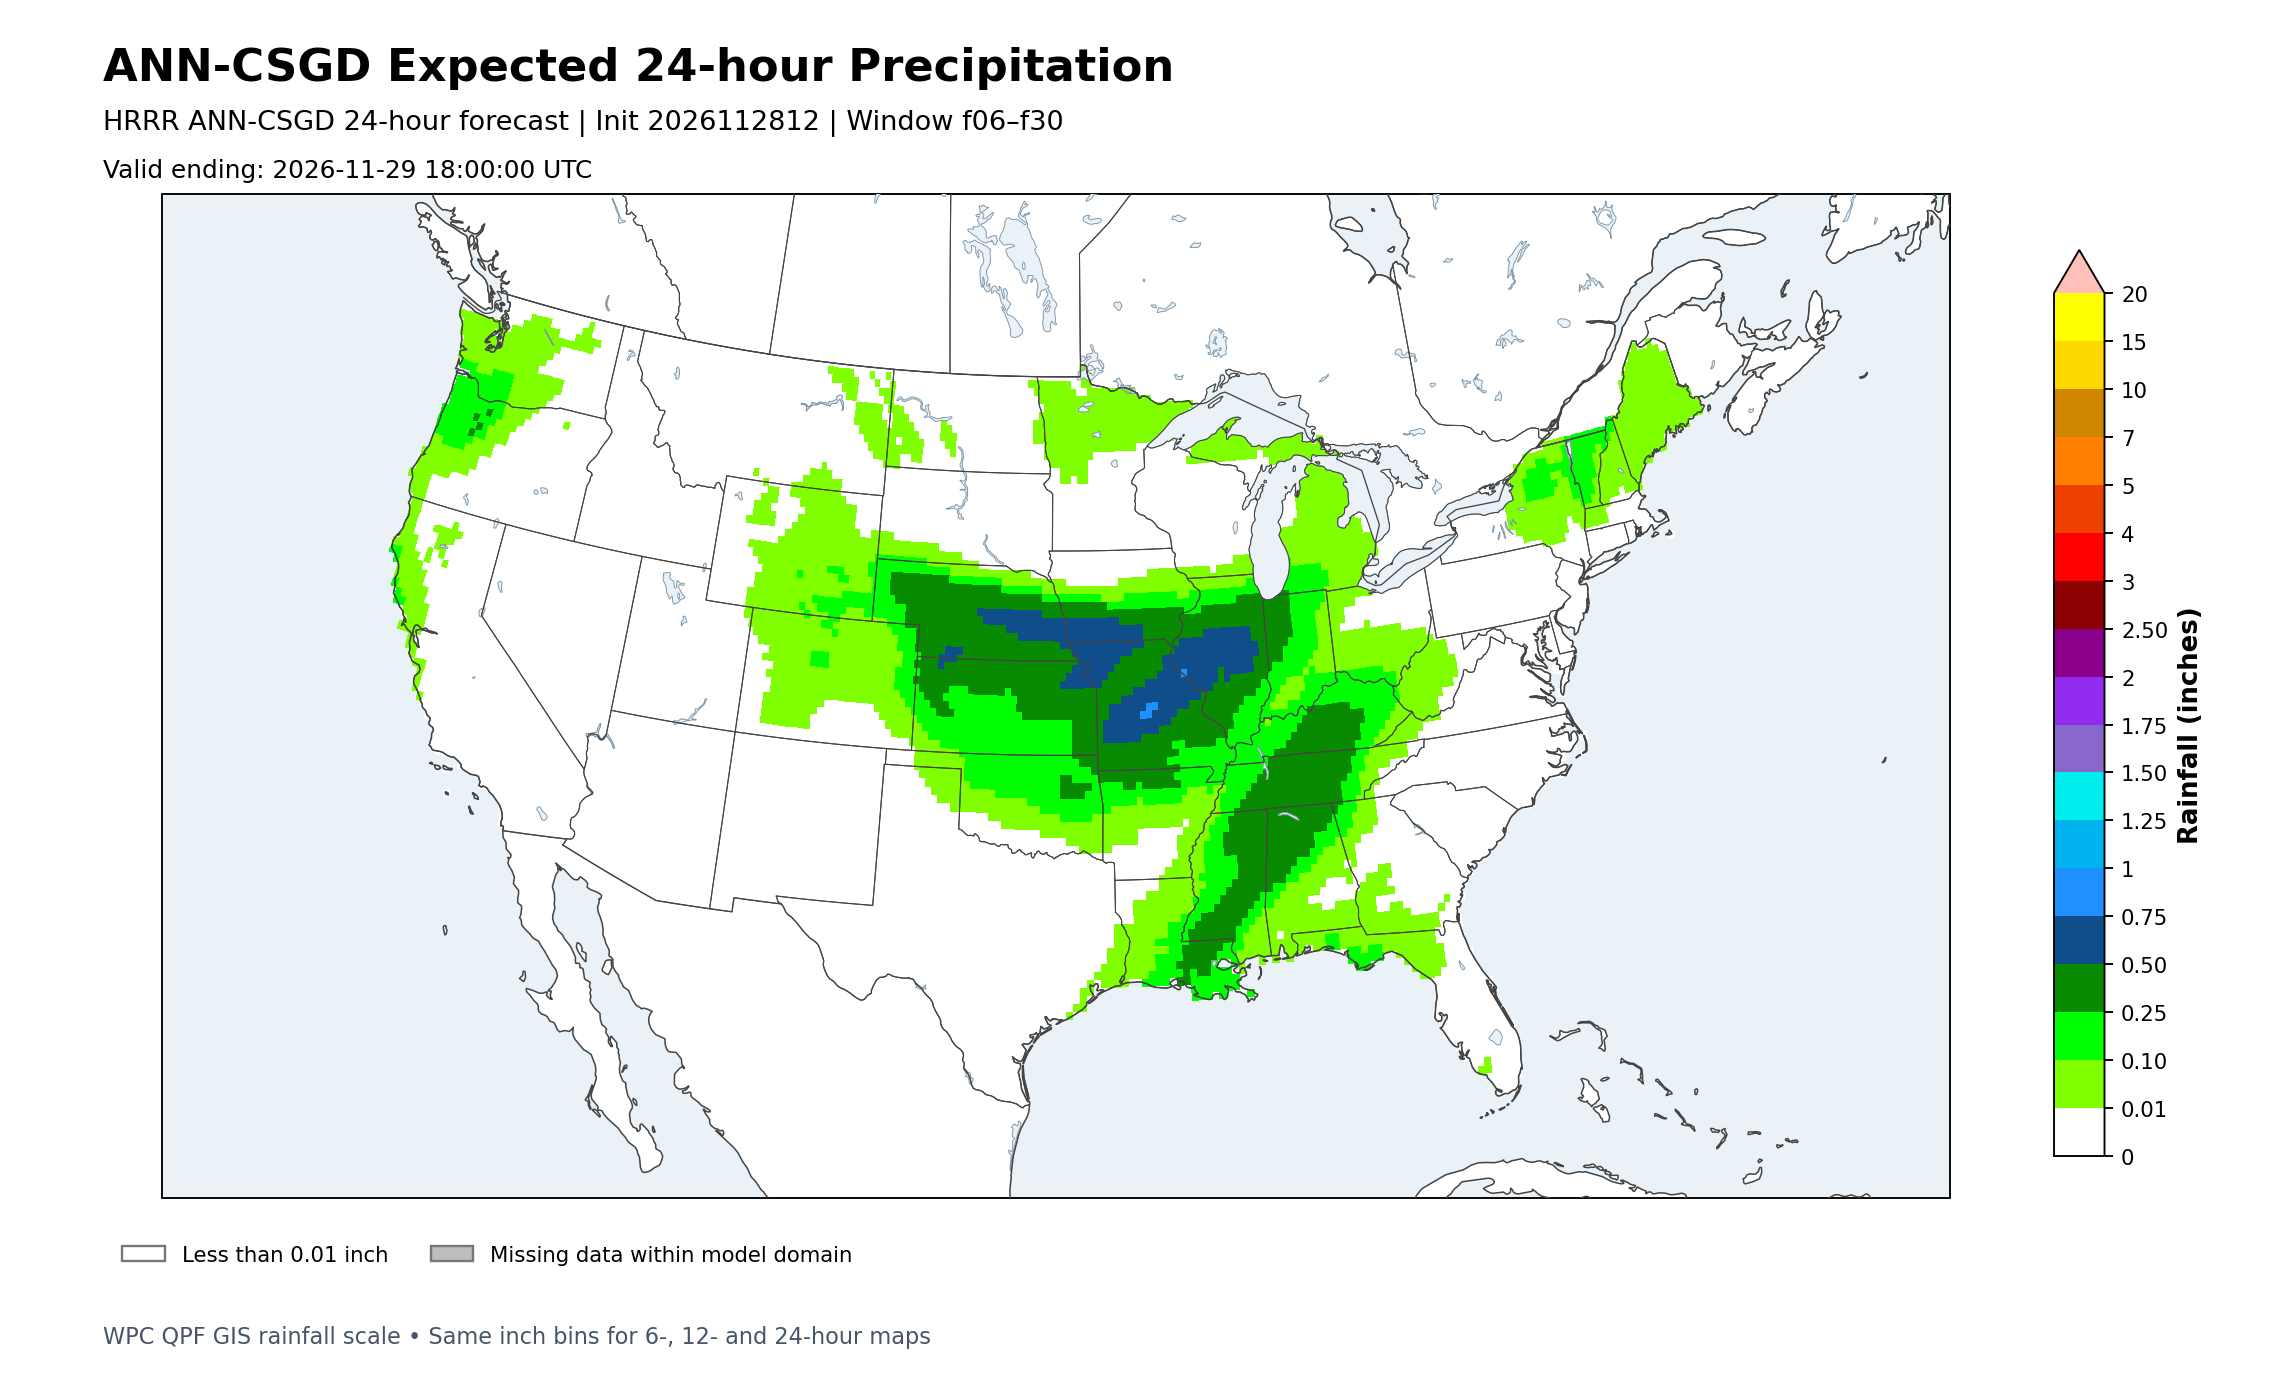 ANN-CSGD Expected 24-hour Precipitation
HRRR ANN-CSGD 24-hour forecast | Init 2026112812 | Window f06–f30
Valid ending: 2026-11-29 18:00:00 UTC
20
15
10
7
5
4
3
2.50
2
1.75
1.50
1.25
1
0.75
0.50
0.25
0.10
0.01
0
Rainfall (inches)
Less than 0.01 inch
Missing data within model domain
WPC QPF GIS rainfall scale • Same inch bins for 6-, 12- and 24-hour maps